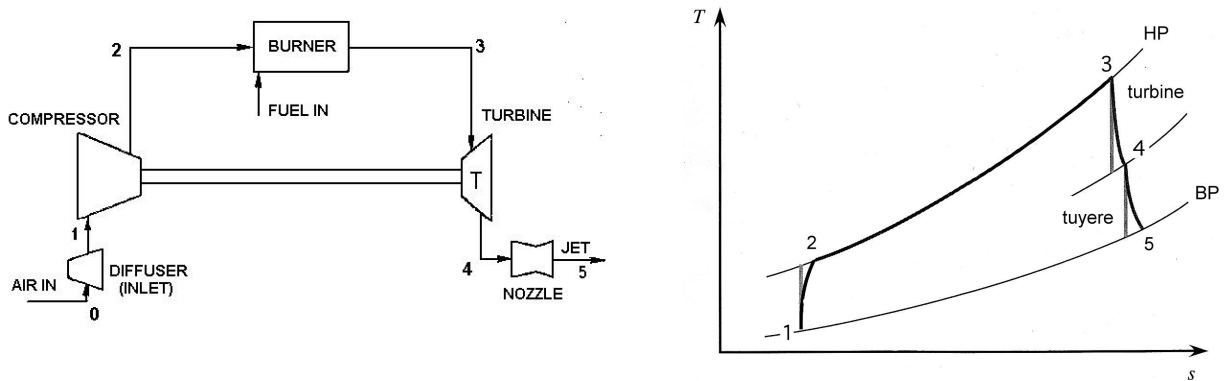 2
BURNER
3
FUEL IN
COMPRESSOR
TURBINE
T
1
AIR IN
DIFFUSER
(INLET)
0
4
JET
5
NOZZLE
T
HP
3
turbine
4
BP
tuyere
2
5
1
s